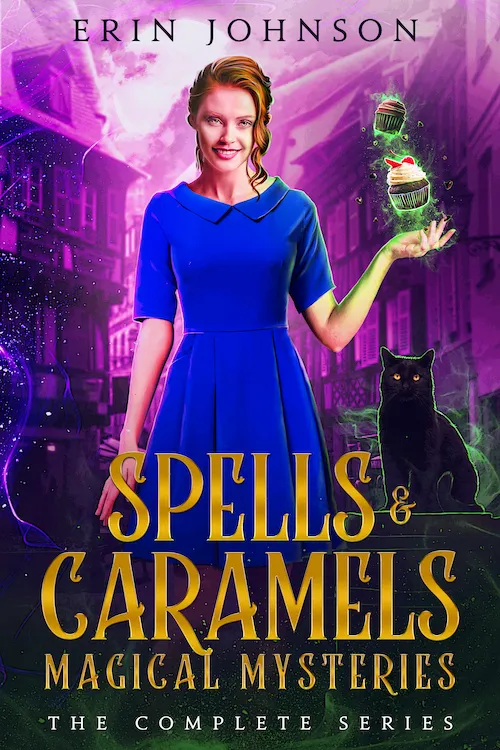 ERIN JOHNSON
SPELLS &
CARAMELS
MAGICAL MYSTERIES
THE COMPLETE SERIES